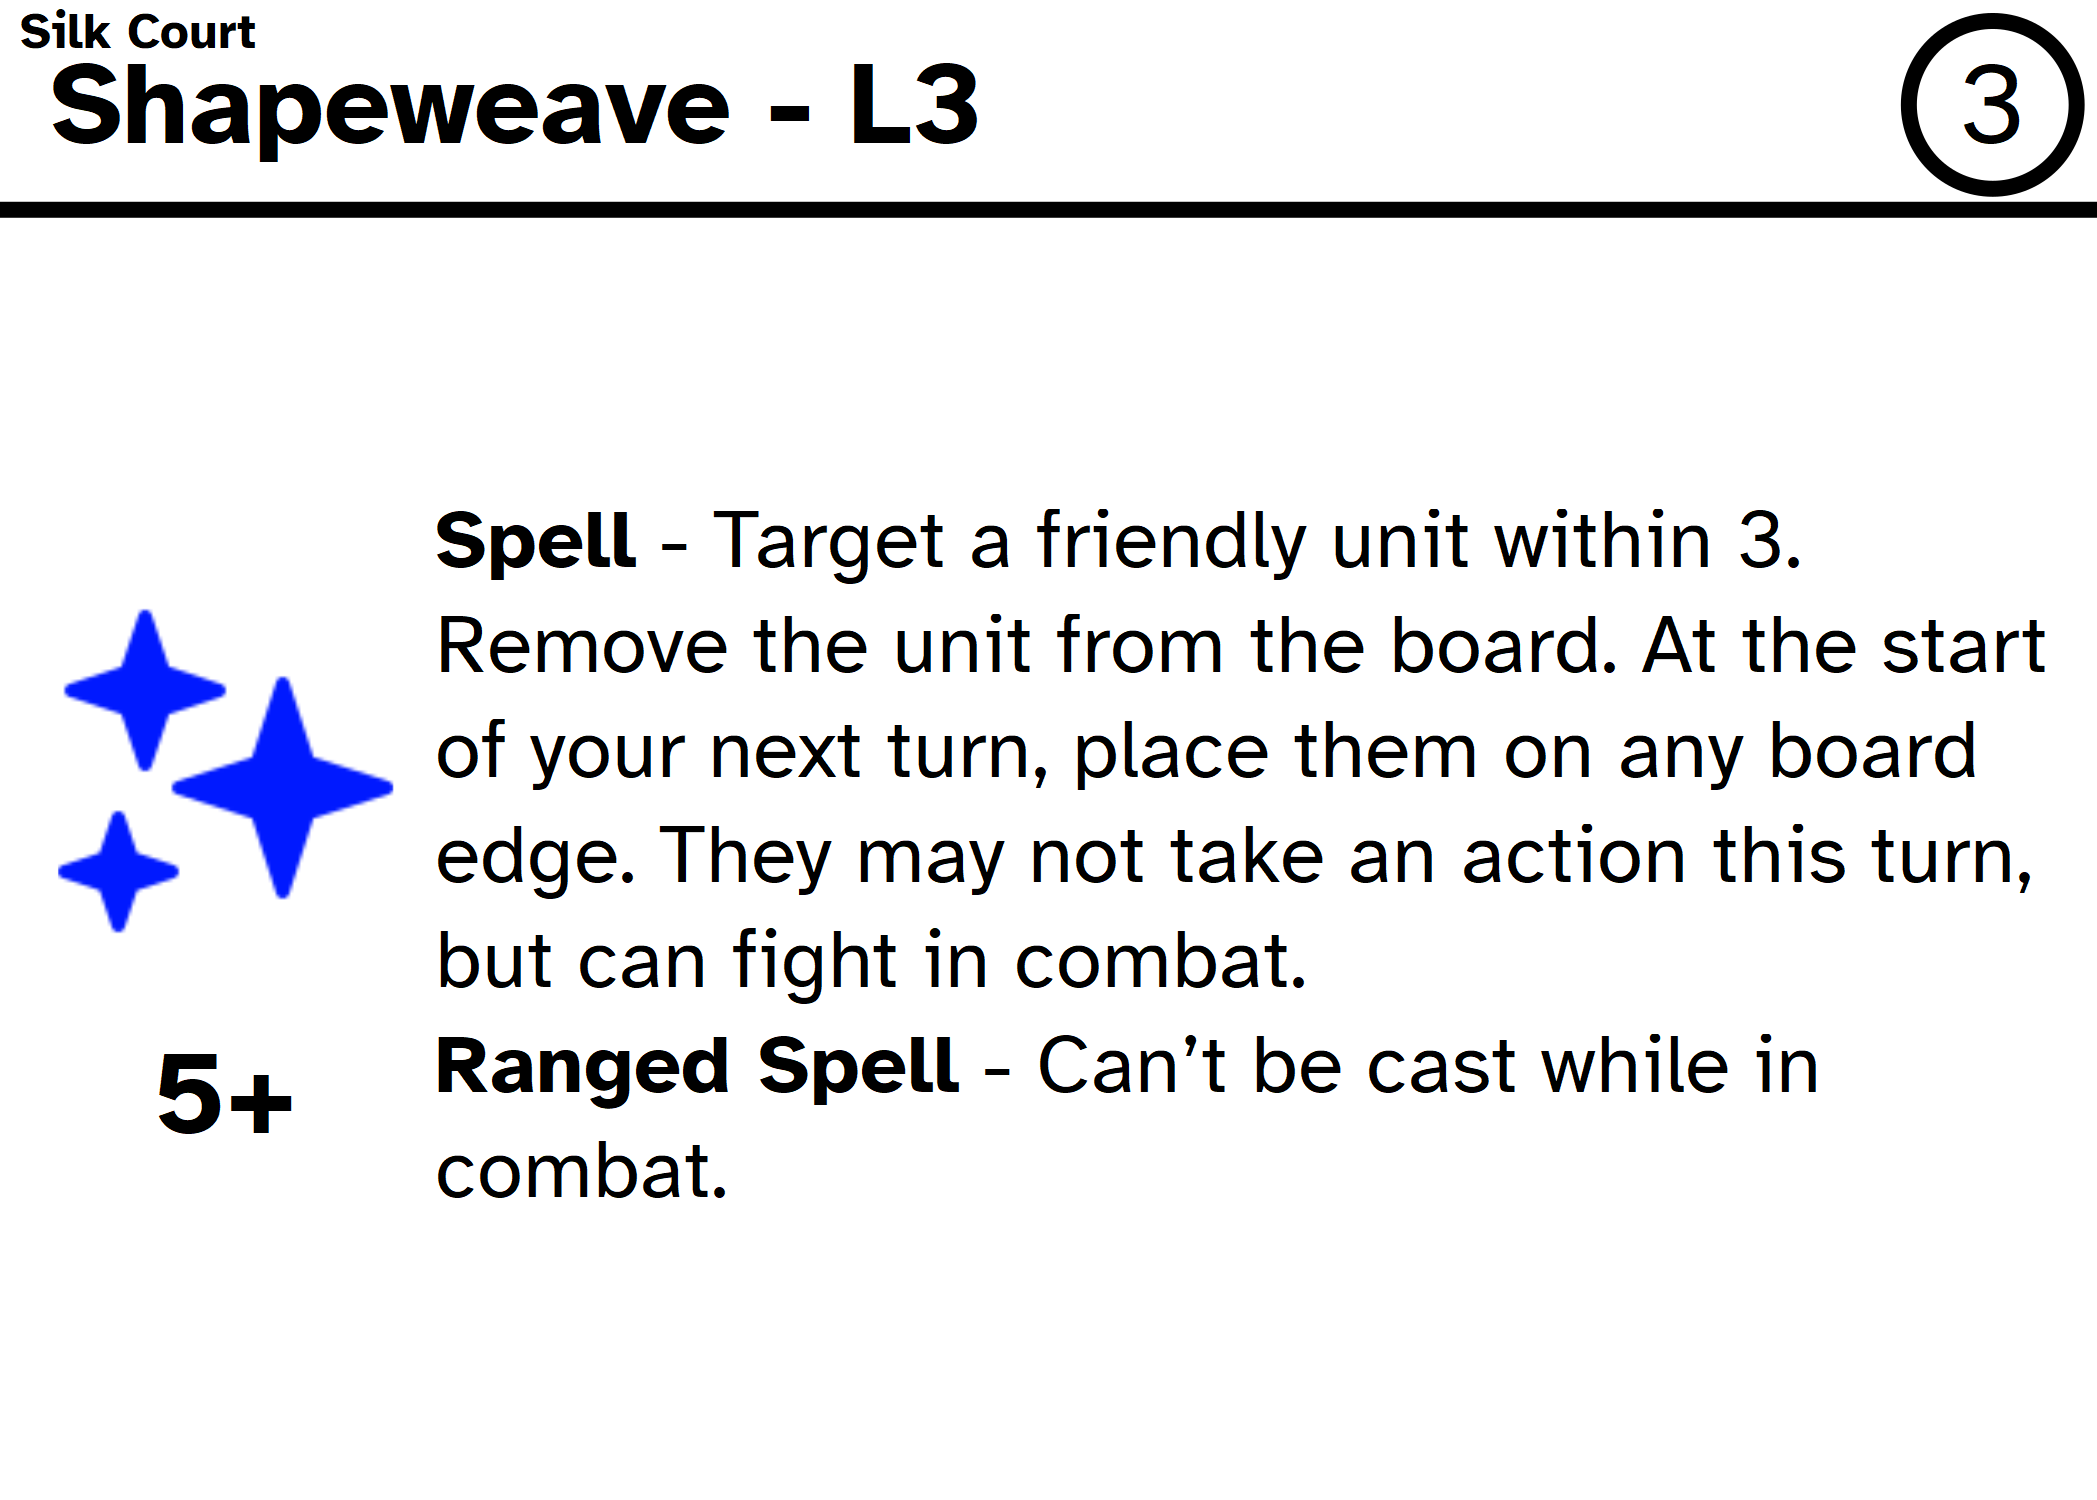 Silk Court
Shapeweave - L3
3
Spell - Target a friendly unit within 3.
Remove the unit from the board. At the start
of your next turn, place them on any board
edge. They may not take an action this turn,
but can fight in combat.
5+
Ranged Spell - Can’t be cast while in
combat.